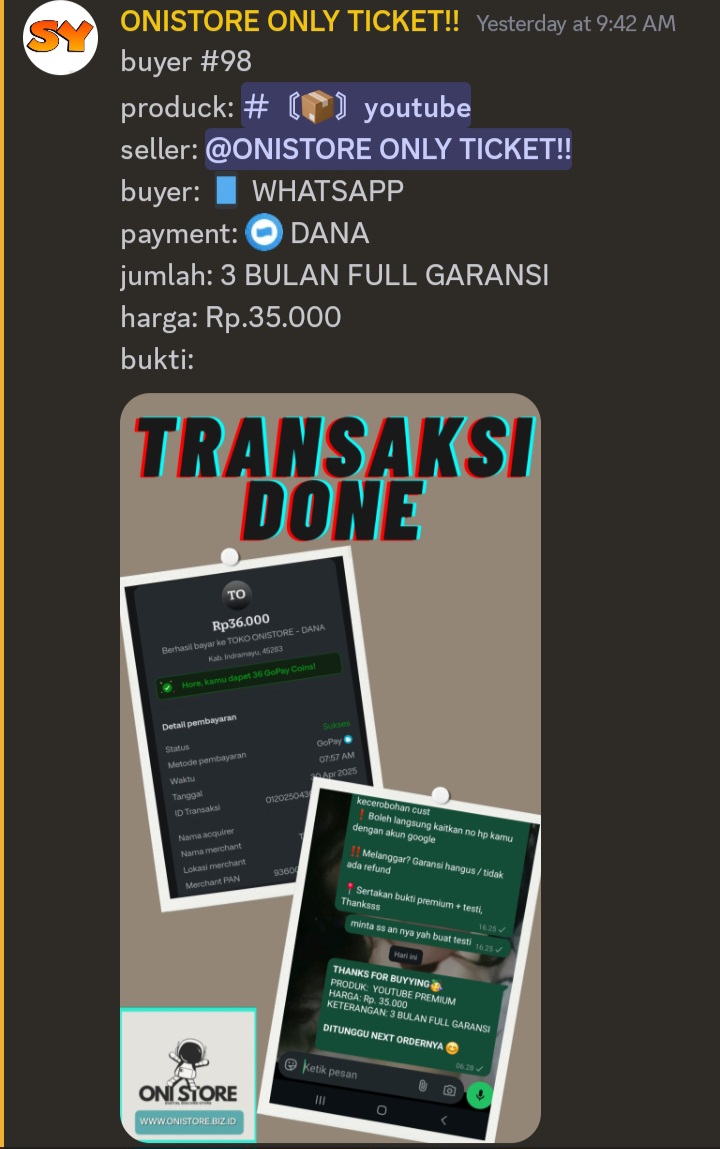 SY
ONISTORE ONLY TICKET!! Yesterday at 9:42 AM
buyer #98
produck: # 〘📦〙 youtube
seller: @ONISTORE ONLY TICKET!!
buyer: WHATSAPP
payment: DANA
jumlah: 3 BULAN FULL GARANSI
harga: Rp.35.000
bukti:
TRANSAKSI
DONE
TO
Rp36.000
Berhasil bayar ke TOKO ONISTORE - DANA
Kab. Indramayu, 45283
Hore, kamu dapet 36 GoPay Coins!
Detail pembayaran
Status Sukses
Metode pembayaran GoPay
Waktu 07:57 AM
Tanggal 30 Apr 2025
ID Transaksi 01202504
Nama acquirer
Nama merchant T
Lokasi merchant
Merchant PAN 9360
kecerobohan cust
❗ Boleh langsung kaitkan no hp kamu
dengan akun google
‼️ Melanggar? Garansi hangus / tidak
ada refund
📍 Sertakan bukti premium + testi,
Thanksss
16.25
minta ss an nya yah buat testi 16.25
Hari ini
THANKS FOR BUYYING
PRODUK: YOUTUBE PREMIUM
HARGA: Rp. 35.000
KETERANGAN: 3 BULAN FULL GARANSI
DITUNGGU NEXT ORDERNYA 😊
06.28
Ketik pesan
ONI STORE
WWW.ONISTORE.BIZ.ID